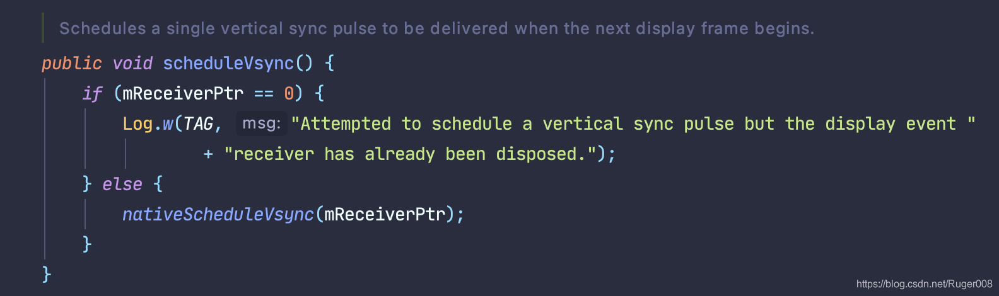 Schedules a single vertical sync pulse to be delivered when the next display frame begins.
public void scheduleVsync() {
if (mReceiverPtr == 0) {
Log.w(TAG, msg: "Attempted to schedule a vertical sync pulse but the display event "
+ "receiver has already been disposed.");
} else {
nativeScheduleVsync(mReceiverPtr);
}
}
https://blog.csdn.net/Ruger008